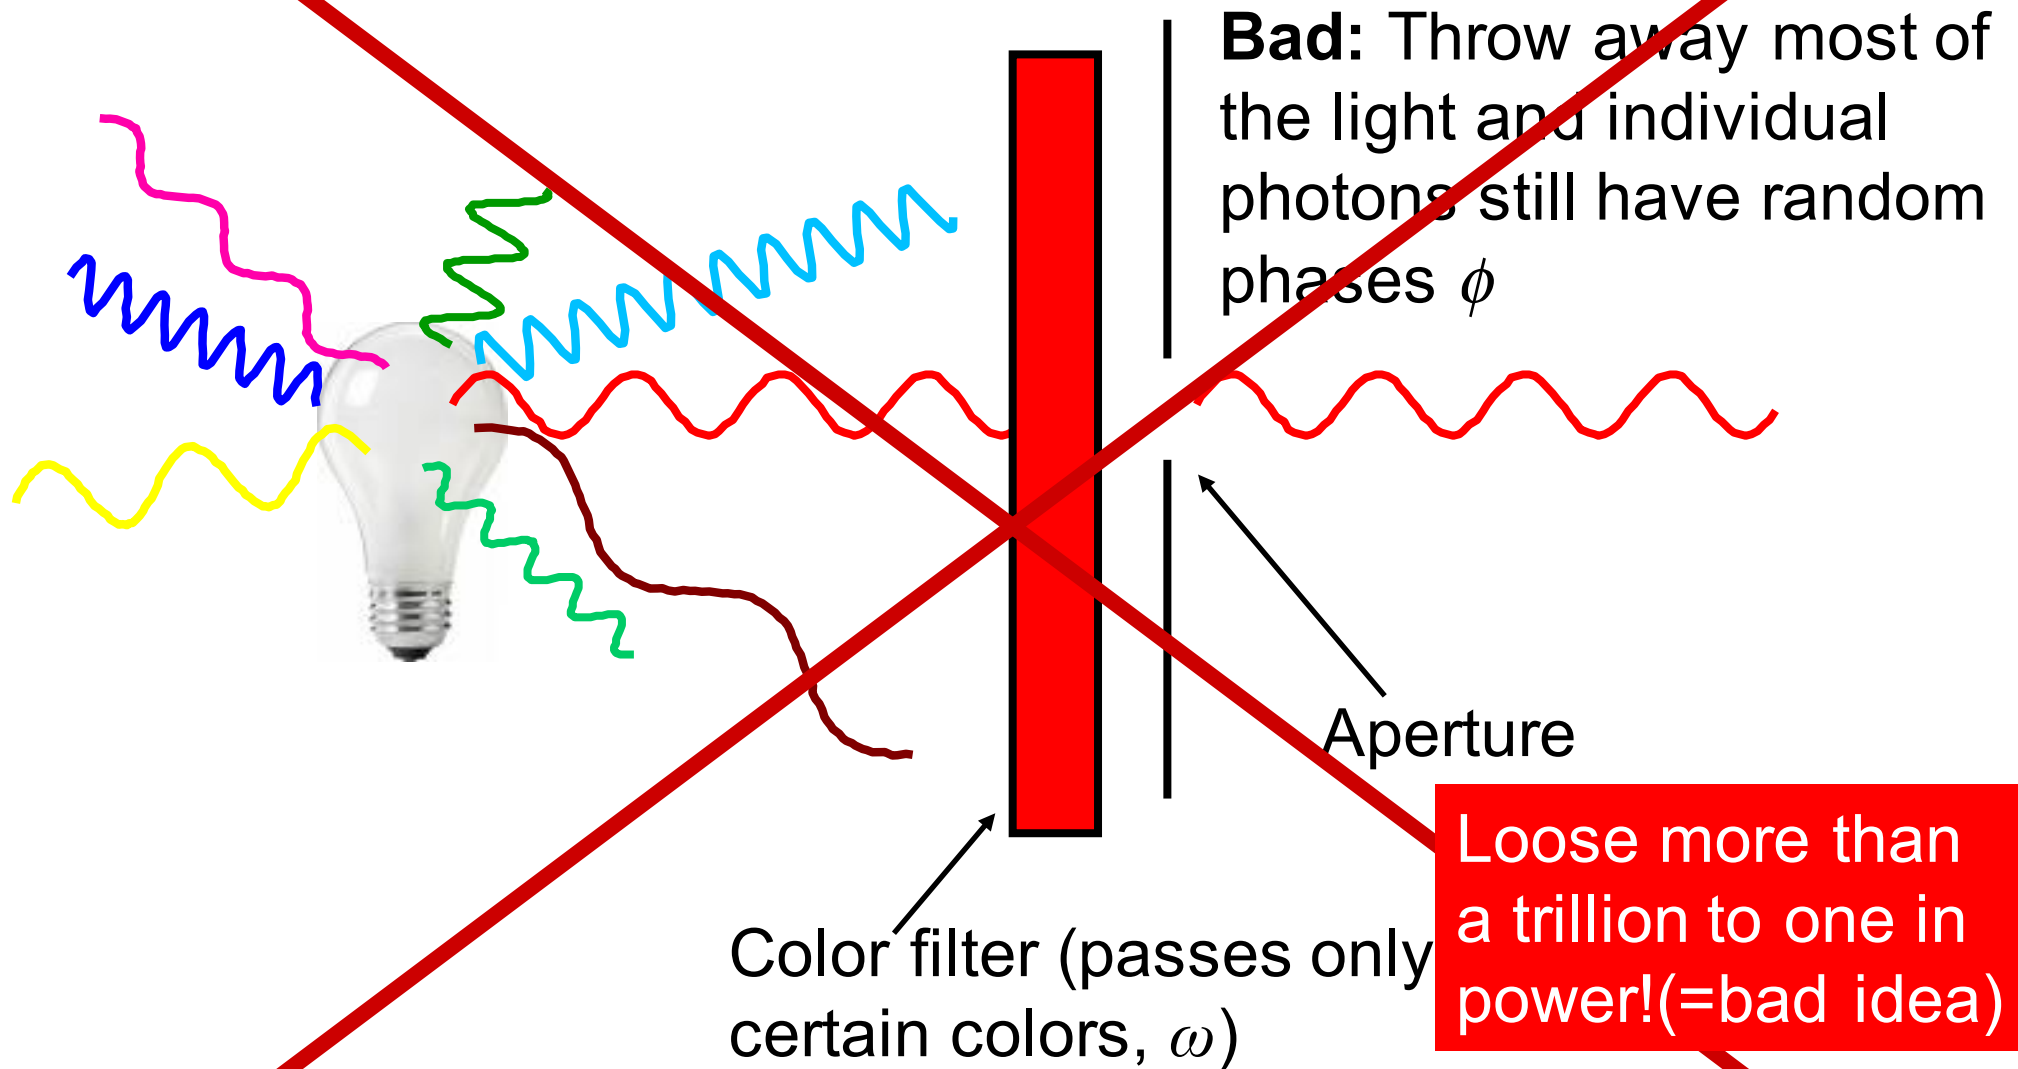 Bad: Throw away most of
the light and individual
photons still have random
phases ϕ
Aperture
Loose more than
a trillion to one in
power!(=bad idea)
Color filter (passes only
certain colors, ω)